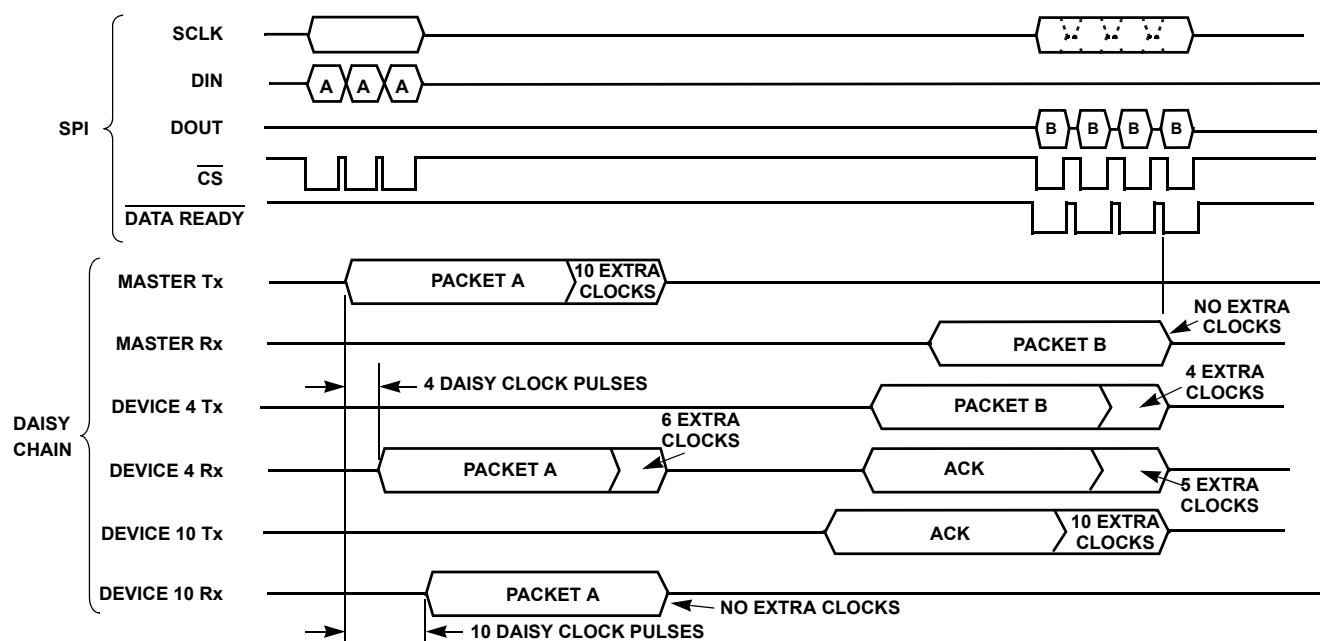 SCLK
DIN
A A A
SPI
DOUT
B B B B
CS
DATA READY
MASTER Tx
PACKET A
10 EXTRA
CLOCKS
NO EXTRA
CLOCKS
MASTER Rx
PACKET B
4 DAISY CLOCK PULSES
4 EXTRA
CLOCKS
DEVICE 4 Tx
PACKET B
DAISY
CHAIN
6 EXTRA
CLOCKS
DEVICE 4 Rx
PACKET A
ACK
5 EXTRA
CLOCKS
DEVICE 10 Tx
ACK
10 EXTRA
CLOCKS
DEVICE 10 Rx
PACKET A
NO EXTRA CLOCKS
10 DAISY CLOCK PULSES